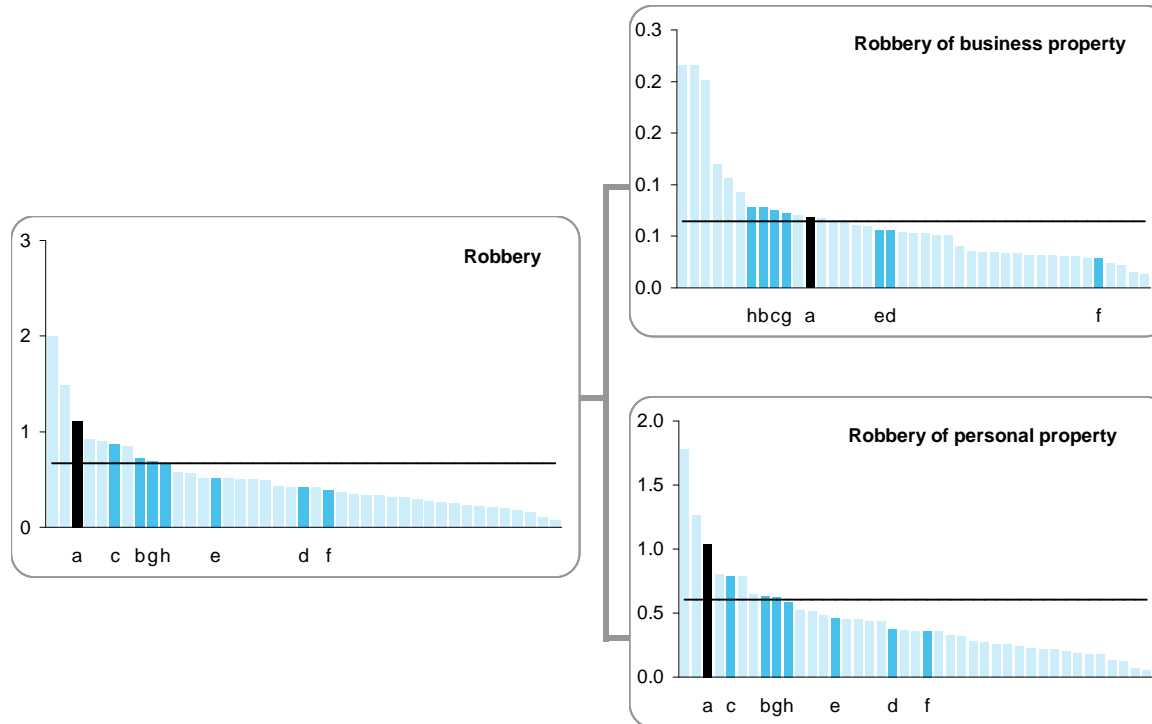 Robbery
3
2
1
0
a c bgh e d f
Robbery of business property
0.3
0.2
0.2
0.1
0.1
0.0
hbcg a ed f
Robbery of personal property
2.0
1.5
1.0
0.5
0.0
a c bgh e d f